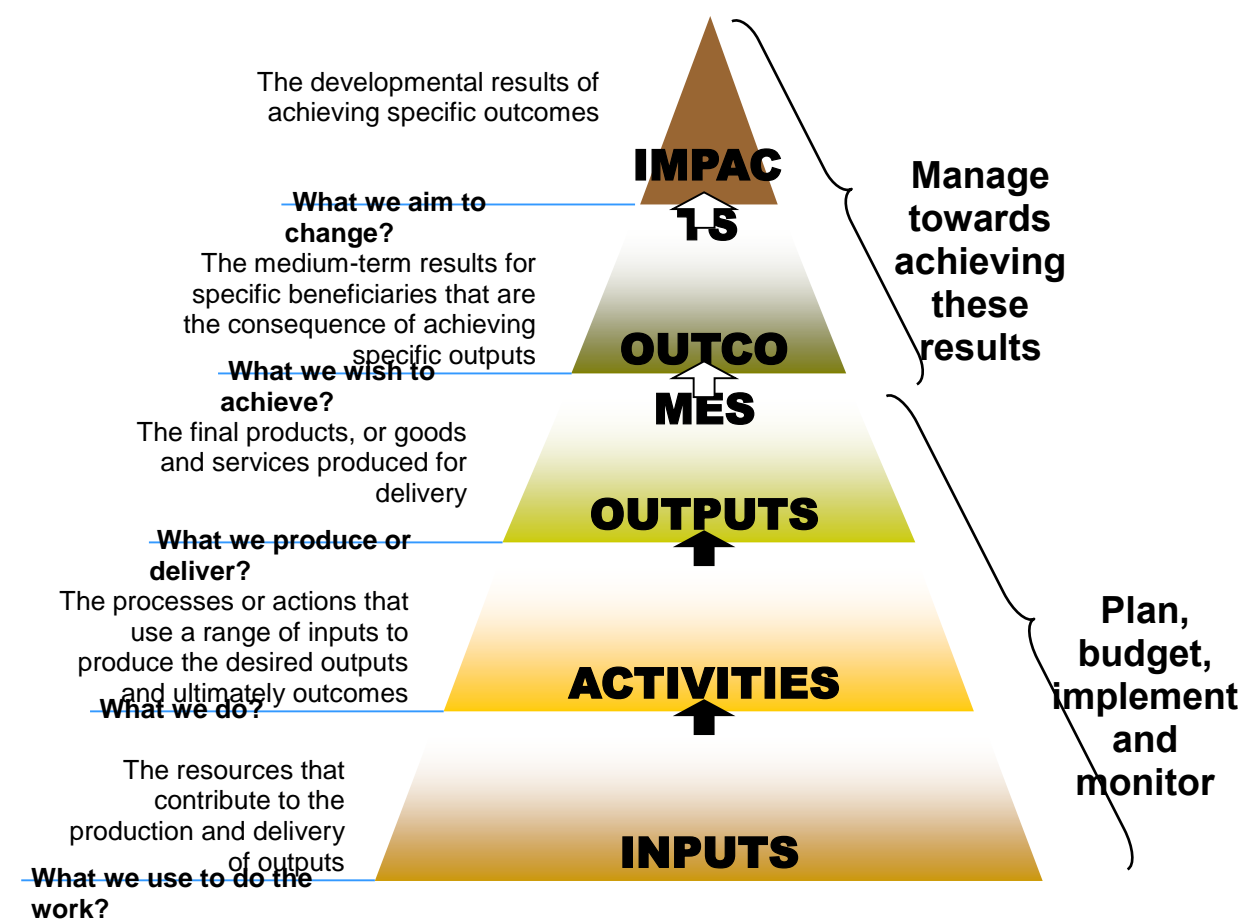 The developmental results of
achieving specific outcomes
IMPAC
TS
What we aim to
change?
The medium-term results for
specific beneficiaries that are
the consequence of achieving
specific outputs
OUTCO
MES
What we wish to
achieve?
Manage
towards
achieving
these
results
The final products, or goods
and services produced for
delivery
OUTPUTS
What we produce or
deliver?
The processes or actions that
use a range of inputs to
produce the desired outputs
and ultimately outcomes
ACTIVITIES
What we do?
The resources that
contribute to the
production and delivery
of outputs
INPUTS
What we use to do the
work?
Plan,
budget,
implement
and
monitor